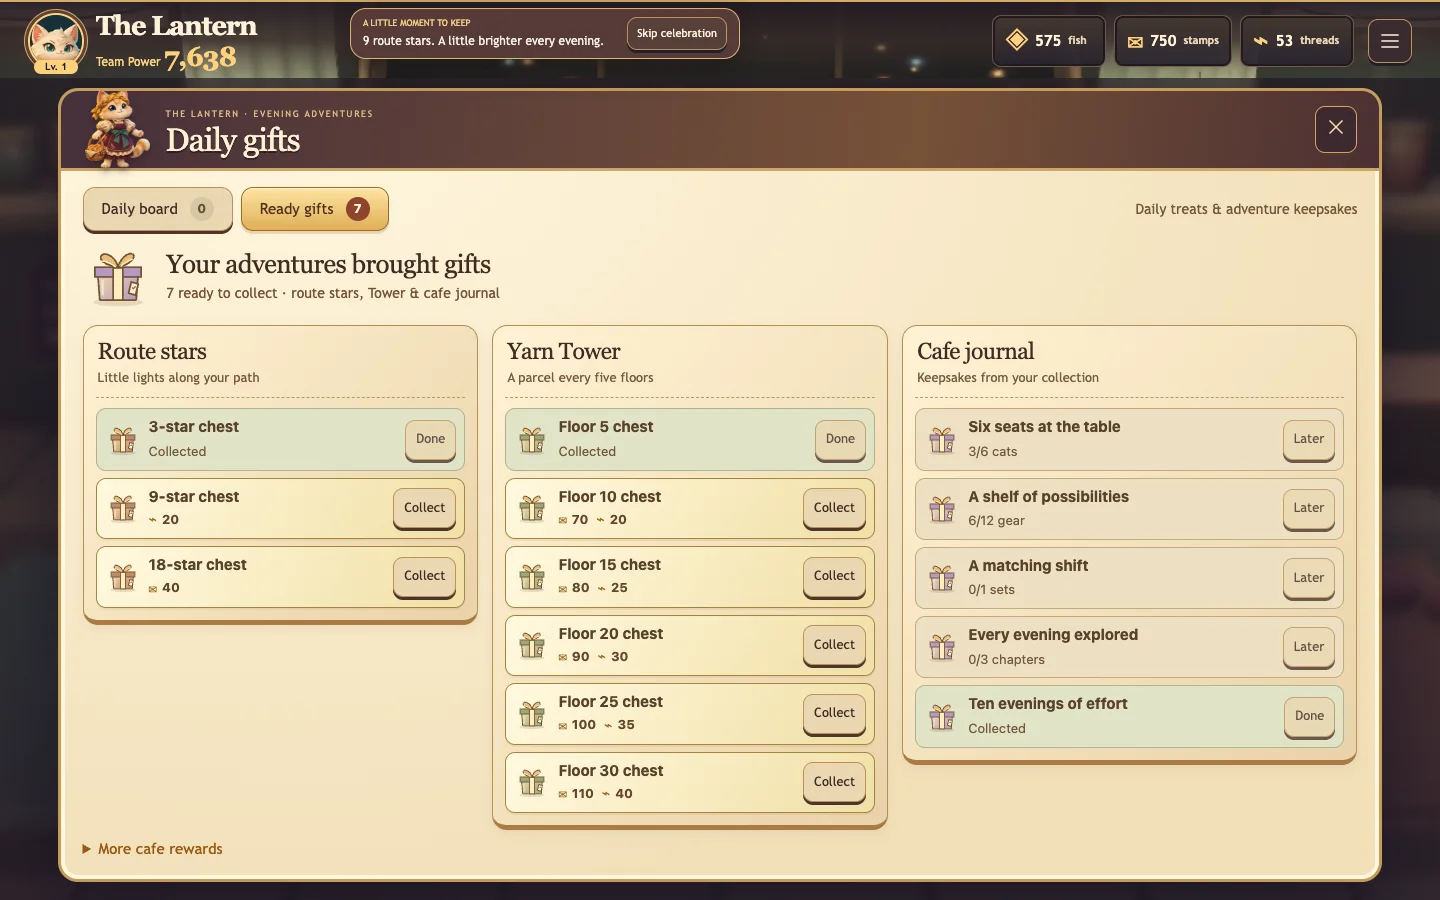 The Lantern
Team Power 7,638
Lv. 1
A LITTLE MOMENT TO KEEP
9 route stars. A little brighter every evening.
Skip celebration
575 fish
750 stamps
53 threads
THE LANTERN · EVENING ADVENTURES
Daily gifts
Daily board 0
Ready gifts 7
Daily treats & adventure keepsakes
Your adventures brought gifts
7 ready to collect · route stars, Tower & cafe journal
Route stars
Little lights along your path
3-star chest
Collected
Done
9-star chest
20
Collect
18-star chest
40
Collect
Yarn Tower
A parcel every five floors
Floor 5 chest
Collected
Done
Floor 10 chest
70 20
Collect
Floor 15 chest
80 25
Collect
Floor 20 chest
90 30
Collect
Floor 25 chest
100 35
Collect
Floor 30 chest
110 40
Collect
Cafe journal
Keepsakes from your collection
Six seats at the table
3/6 cats
Later
A shelf of possibilities
6/12 gear
Later
A matching shift
0/1 sets
Later
Every evening explored
0/3 chapters
Later
Ten evenings of effort
Collected
Done
More cafe rewards